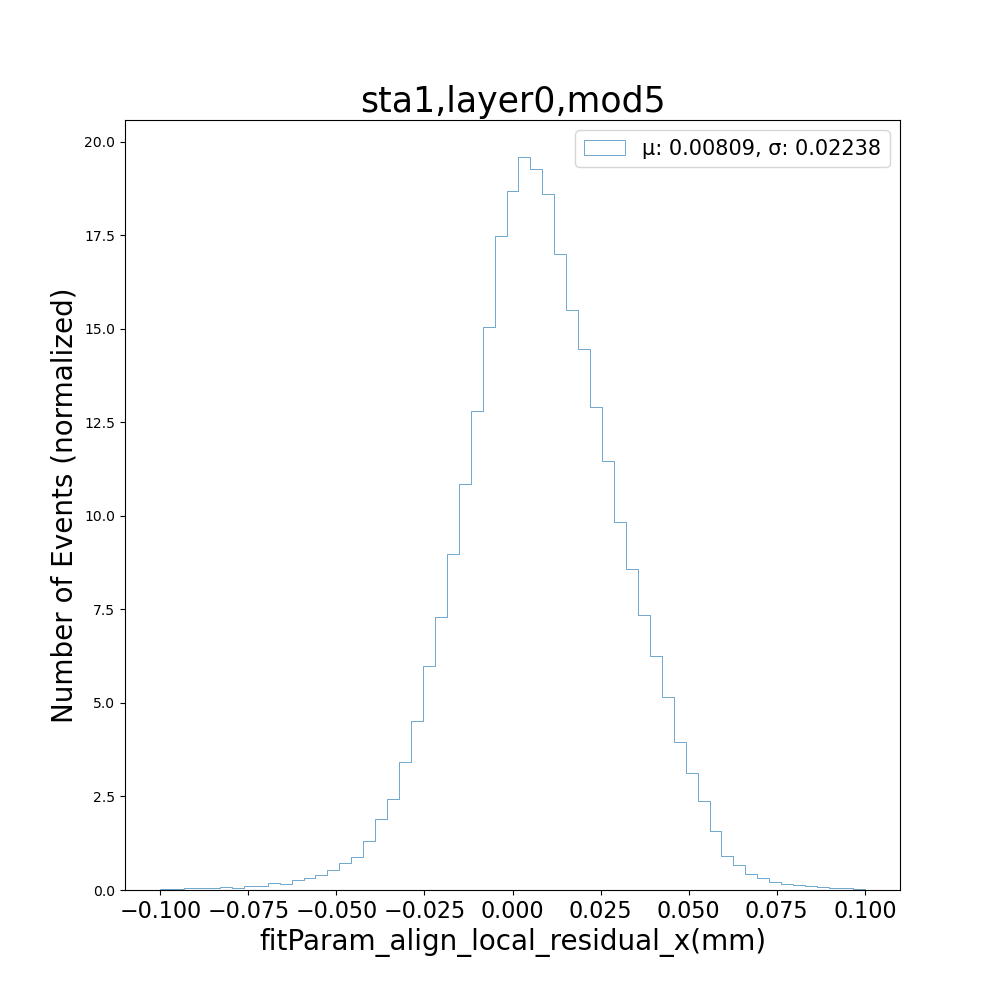 sta1,layer0,mod5
μ: 0.00809, σ: 0.02238
Number of Events (normalized)
20.0
17.5
15.0
12.5
10.0
7.5
5.0
2.5
0.0
−0.100 −0.075 −0.050 −0.025 0.000 0.025 0.050 0.075 0.100
fitParam_align_local_residual_x(mm)